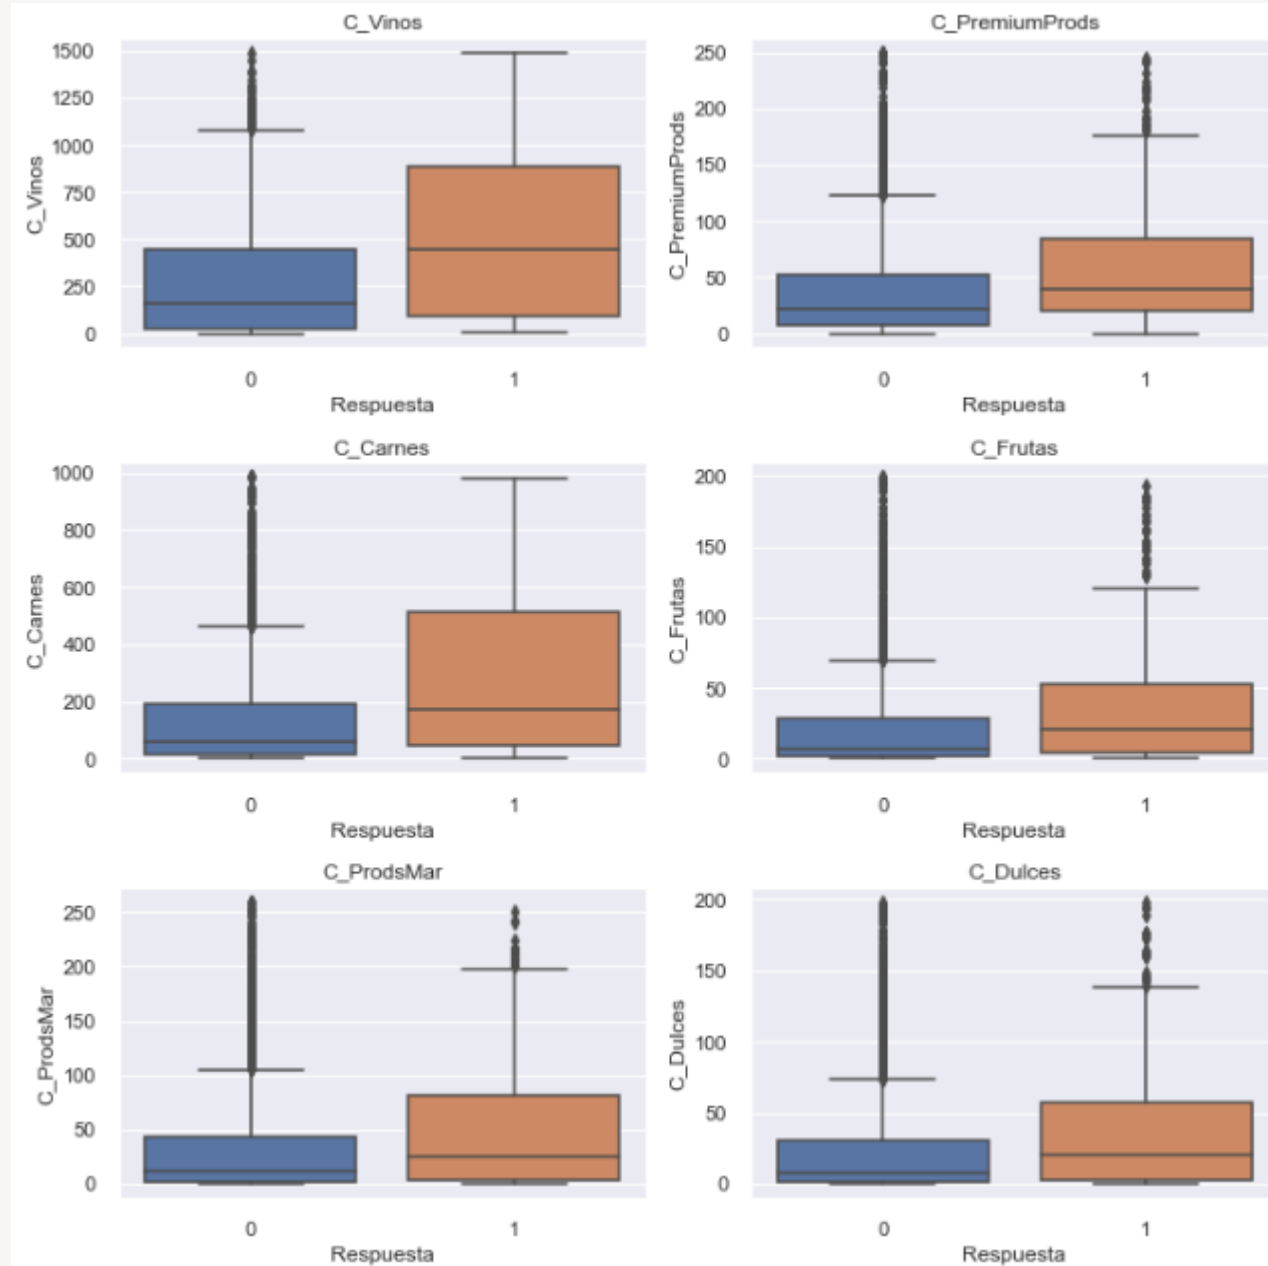 C_Vinos
C_Vinos
1500
1250
1000
750
500
250
0
0 1
Respuesta
C_PremiumProds
C_PremiumProds
250
200
150
100
50
0
0 1
Respuesta
C_Carnes
C_Carnes
1000
800
600
400
200
0
0 1
Respuesta
C_Frutas
C_Frutas
200
150
100
50
0
0 1
Respuesta
C_ProdsMar
C_ProdsMar
250
200
150
100
50
0
0 1
Respuesta
C_Dulces
C_Dulces
200
150
100
50
0
0 1
Respuesta